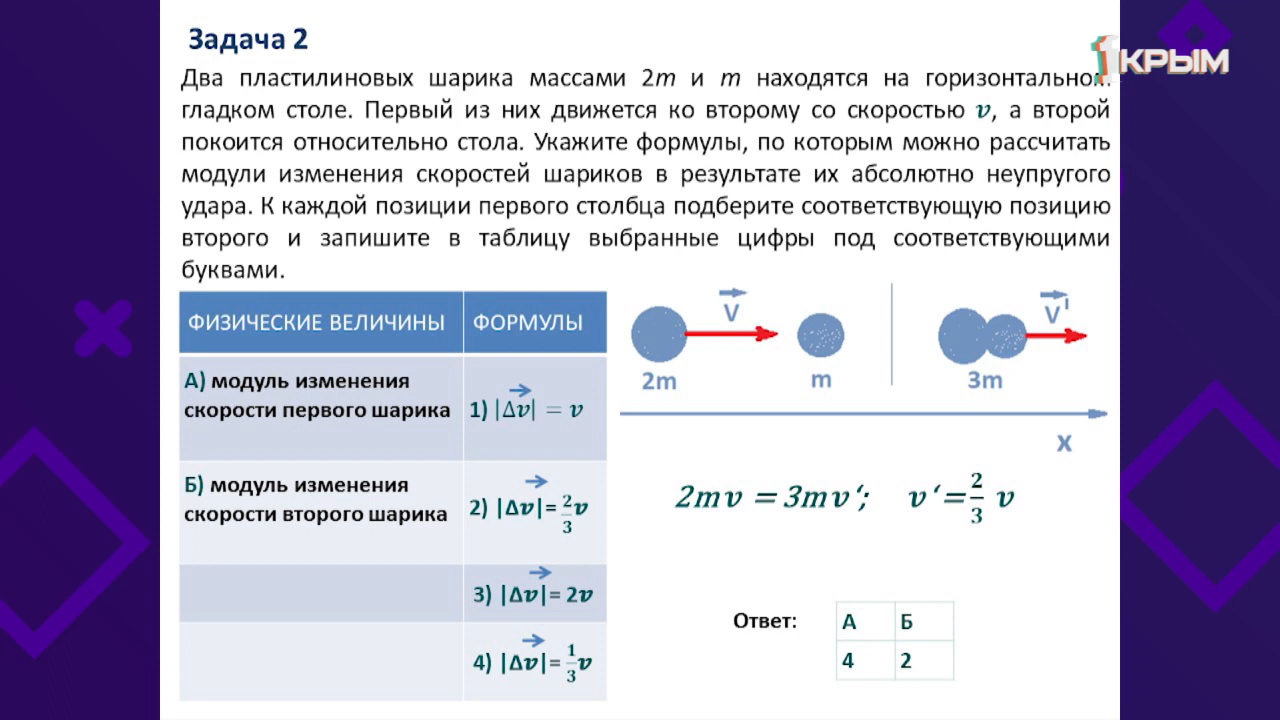 Задача 2
1КРЫМ
Два пластилиновых шарика массами 2m и m находятся на горизонтальном
гладком столе. Первый из них движется ко второму со скоростью v, а второй
покоится относительно стола. Укажите формулы, по которым можно рассчитать
модули изменения скоростей шариков в результате их абсолютно неупругого
удара. К каждой позиции первого столбца подберите соответствующую позицию
второго и запишите в таблицу выбранные цифры под соответствующими
буквами.
ФИЗИЧЕСКИЕ ВЕЛИЧИНЫ ФОРМУЛЫ
А) модуль изменения
скорости первого шарика 1) |Δv| = v
Б) модуль изменения
скорости второго шарика 2) |Δv|= 2/3 v
3) |Δv|= 2v
4) |Δv|= 1/3 v
V V'
2m m 3m
x
2mv = 3mv‘; v‘ = 2/3 v
Ответ: А Б
4 2